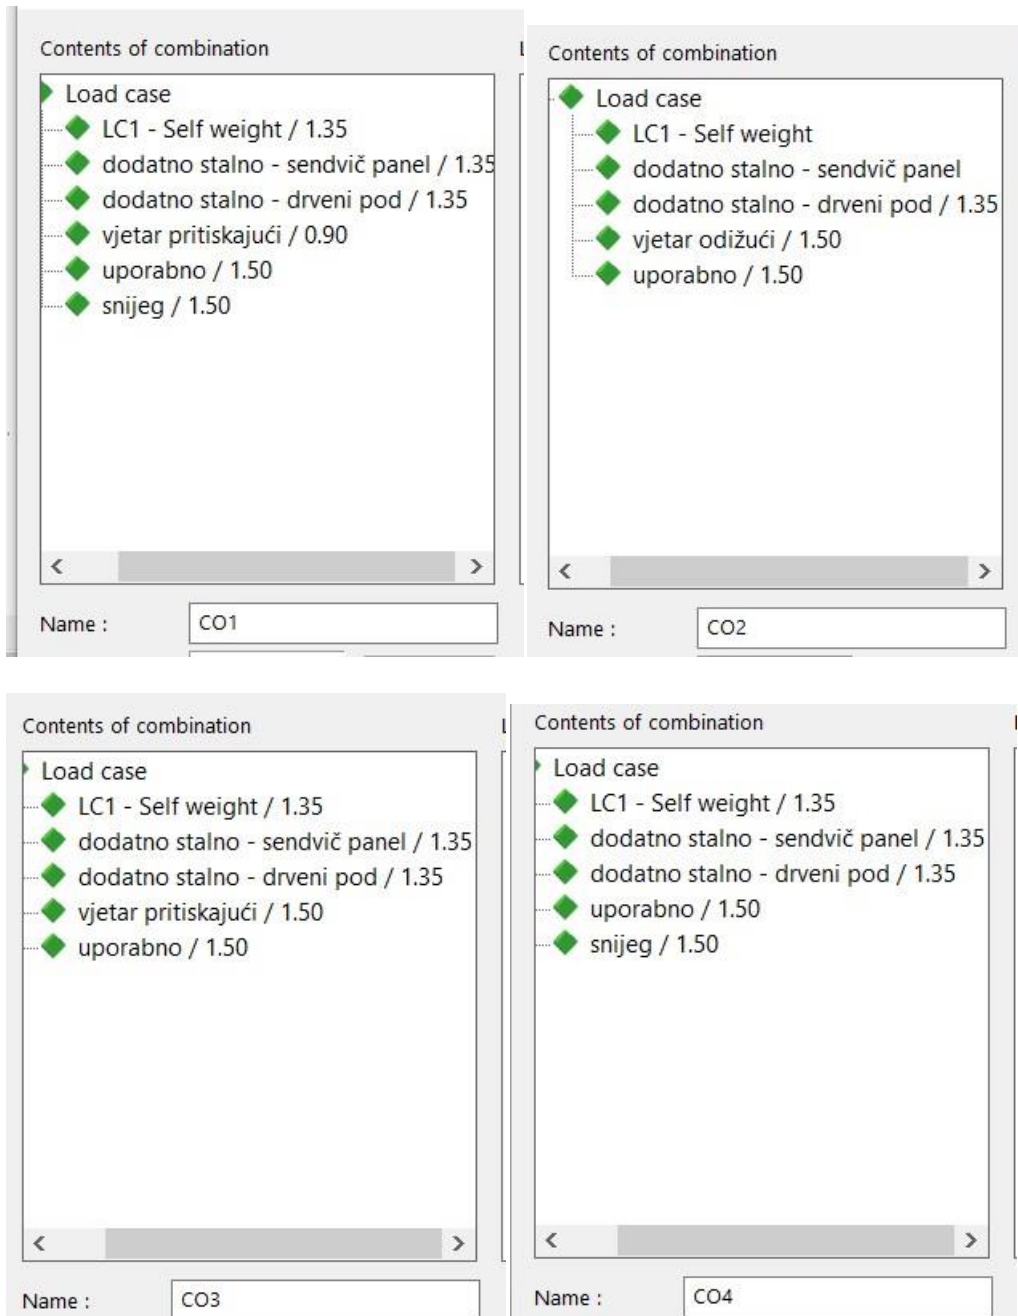 Contents of combination
Load case
LC1 - Self weight / 1.35
dodatno stalno - sendvič panel / 1.35
dodatno stalno - drveni pod / 1.35
vjetar pritiskajući / 0.90
uporabno / 1.50
snijeg / 1.50
Name :
CO1
Contents of combination
Load case
LC1 - Self weight
dodatno stalno - sendvič panel
dodatno stalno - drveni pod / 1.35
vjetar odižući / 1.50
uporabno / 1.50
Name :
CO2
Contents of combination
Load case
LC1 - Self weight / 1.35
dodatno stalno - sendvič panel / 1.35
dodatno stalno - drveni pod / 1.35
vjetar pritiskajući / 1.50
uporabno / 1.50
Name :
CO3
Contents of combination
Load case
LC1 - Self weight / 1.35
dodatno stalno - sendvič panel / 1.35
dodatno stalno - drveni pod / 1.35
uporabno / 1.50
snijeg / 1.50
Name :
CO4